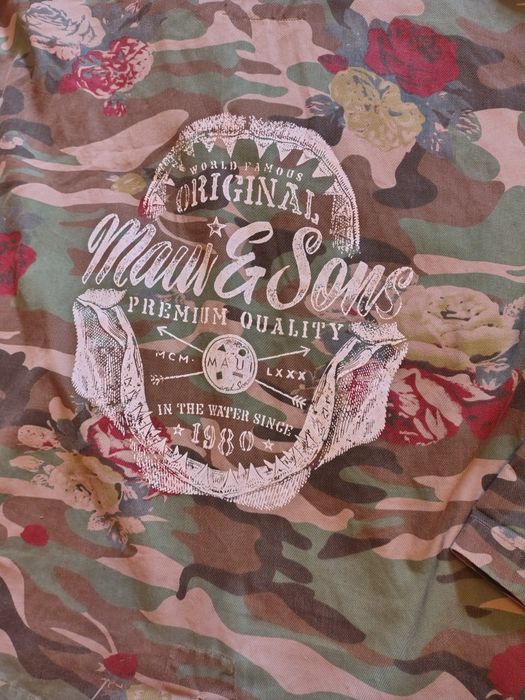 WORLD FAMOUS
ORIGINAL
Maui & Sons
PREMIUM QUALITY
MCM MAUI LXXX
IN THE WATER SINCE
1980